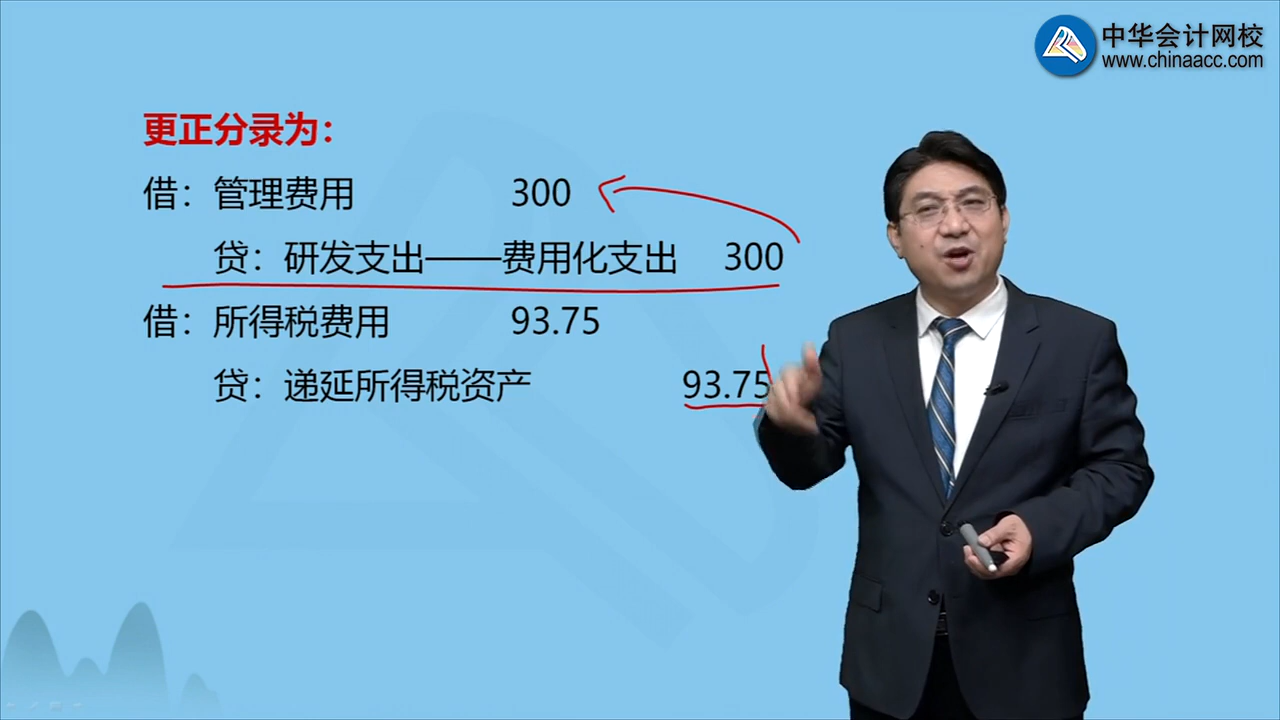 中华会计网校
www.chinaacc.com
更正分录为：
借：管理费用 300
贷：研发支出——费用化支出 300
借：所得税费用 93.75
贷：递延所得税资产 93.75